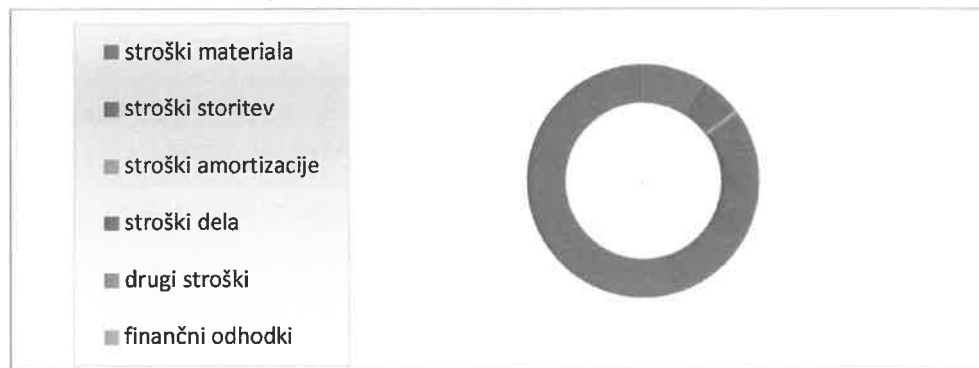 stroški materiala
stroški storitev
stroški amortizacije
stroški dela
drugi stroški
finančni odhodki